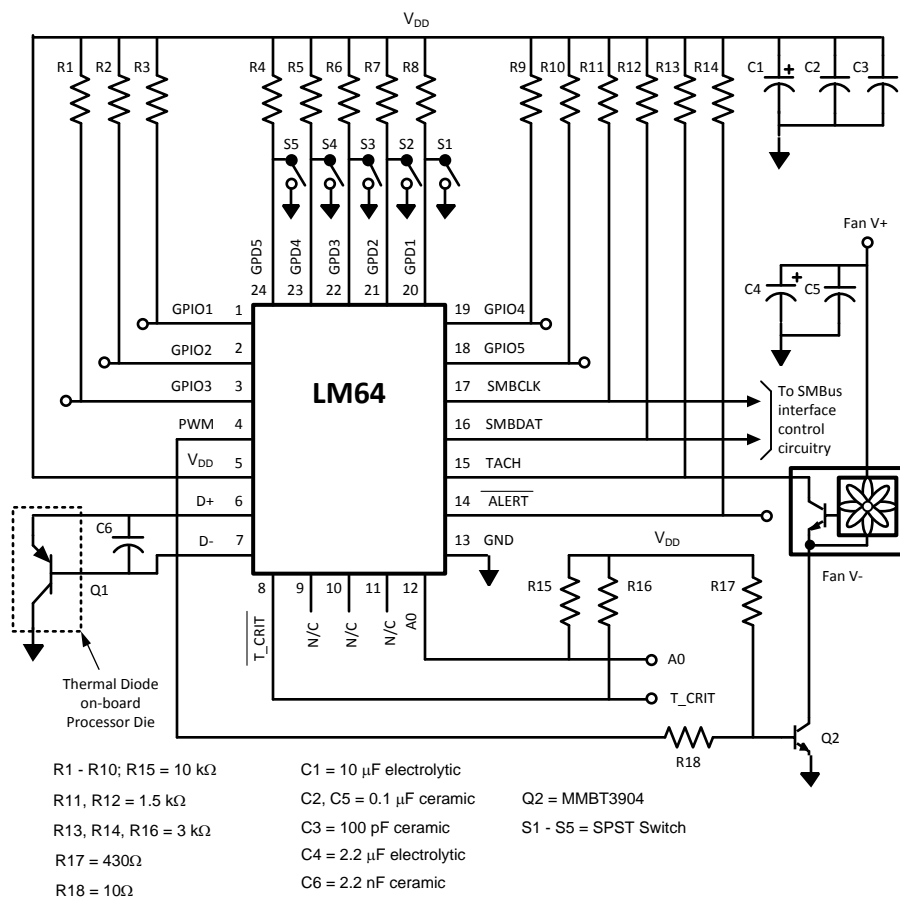 V_DD
R1
R2
R3
R4
R5
R6
R7
R8
R9
R10
R11
R12
R13
R14
C1
+
C2
C3
S5
S4
S3
S2
S1
GPD5
GPD4
GPD3
GPD2
GPD1
24
23
22
21
20
Fan V+
C4
+
C5
GPIO1
1
GPIO2
2
GPIO3
3
PWM
4
V_DD
5
D+
6
D-
7
LM64
19
GPIO4
18
GPIO5
17
SMBCLK
16
SMBDAT
15
TACH
14
ALERT
13
GND
To SMBus
interface
control
circuitry
C6
Q1
8
9
10
11
12
T_CRIT
N/C
N/C
N/C
A0
V_DD
R15
R16
R17
Fan V-
A0
T_CRIT
Thermal Diode
on-board
Processor Die
R18
Q2
R1 - R10; R15 = 10 kΩ
R11, R12 = 1.5 kΩ
R13, R14, R16 = 3 kΩ
R17 = 430Ω
R18 = 10Ω
C1 = 10 μF electrolytic
C2, C5 = 0.1 μF ceramic
C3 = 100 pF ceramic
C4 = 2.2 μF electrolytic
C6 = 2.2 nF ceramic
Q2 = MMBT3904
S1 - S5 = SPST Switch